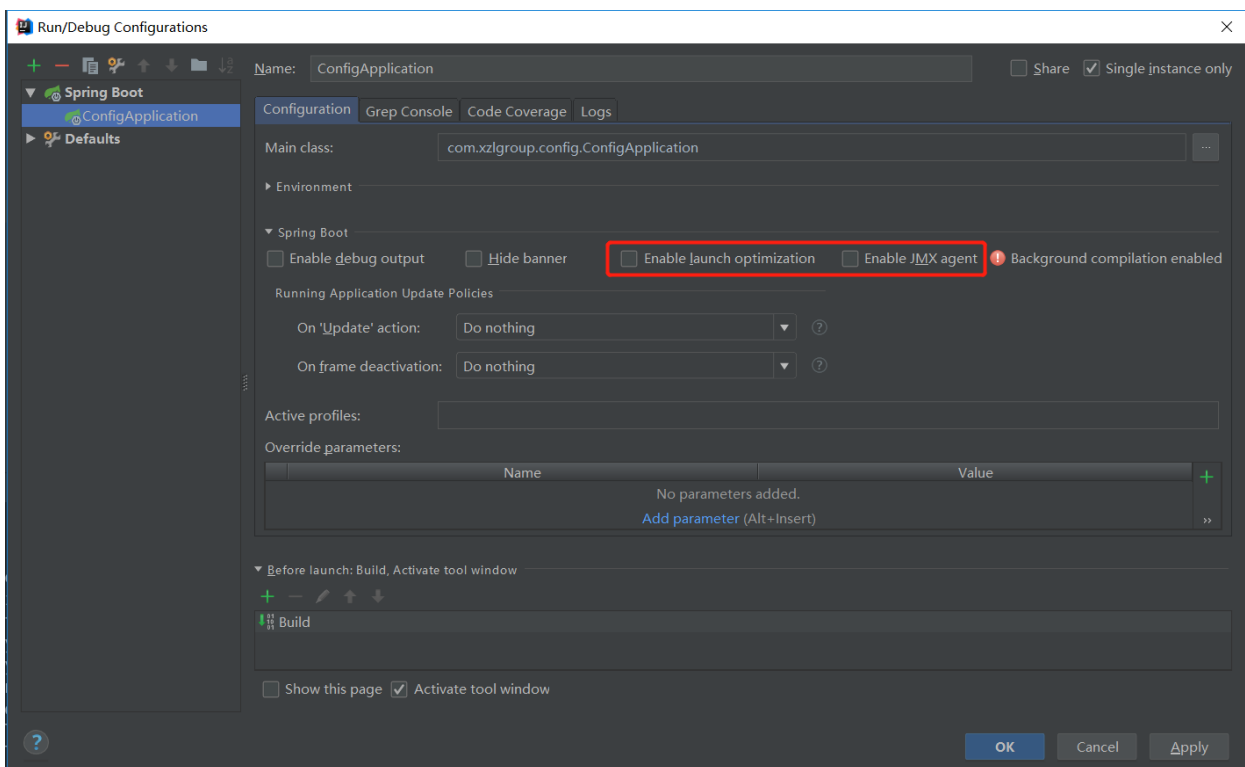 Run/Debug Configurations
Name: ConfigApplication Share Single instance only
Spring Boot
ConfigApplication
Defaults
Configuration Grep Console Code Coverage Logs
Main class: com.xzlgroup.config.ConfigApplication ...
Environment
Spring Boot
Enable debug output Hide banner Enable launch optimization Enable JMX agent Background compilation enabled
Running Application Update Policies
On 'Update' action: Do nothing
On frame deactivation: Do nothing
Active profiles:
Override parameters:
Name Value
No parameters added.
Add parameter (Alt+Insert)
Before launch: Build, Activate tool window
Build
Show this page Activate tool window
OK Cancel Apply